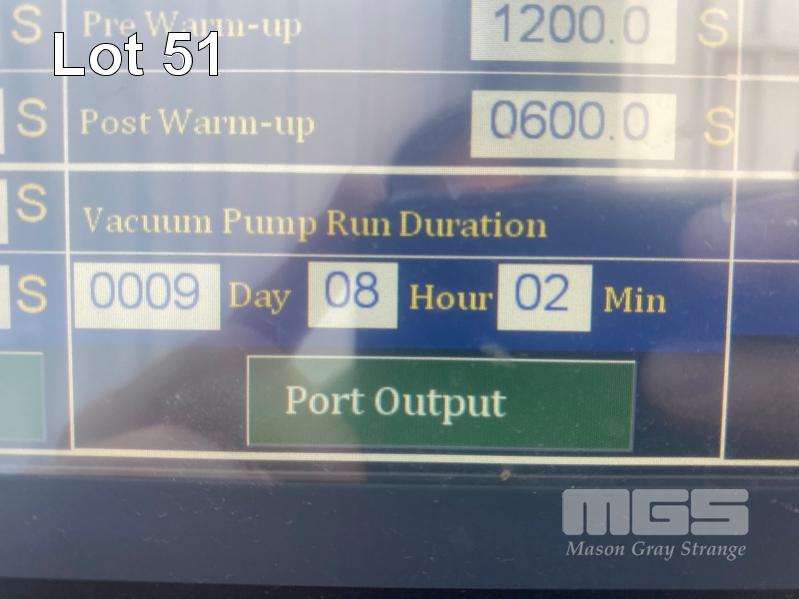 S Pre Warm-up 1200.0 S
Lot 51
S Post Warm-up 0600.0 S
S Vacuum Pump Run Duration
S 0009 Day 08 Hour 02 Min
Port Output
MGS
Mason Gray Strange